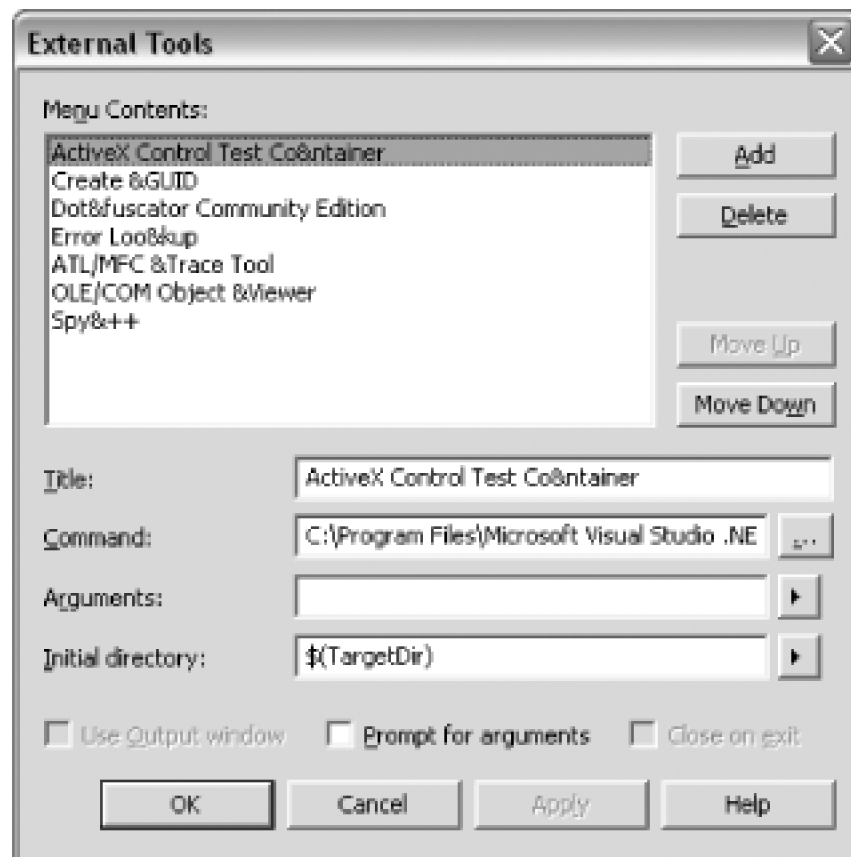 External Tools
Menu Contents:
ActiveX Control Test Co&ntainer
Create &GUID
Dot&fuscator Community Edition
Error Loo&kup
ATL/MFC &Trace Tool
OLE/COM Object &Viewer
Spy&++
Add
Delete
Move Up
Move Down
Title: ActiveX Control Test Co&ntainer
Command: C:\Program Files\Microsoft Visual Studio .NE ...
Arguments:
Initial directory: $(TargetDir)
Use Output window Prompt for arguments Close on exit
OK Cancel Apply Help